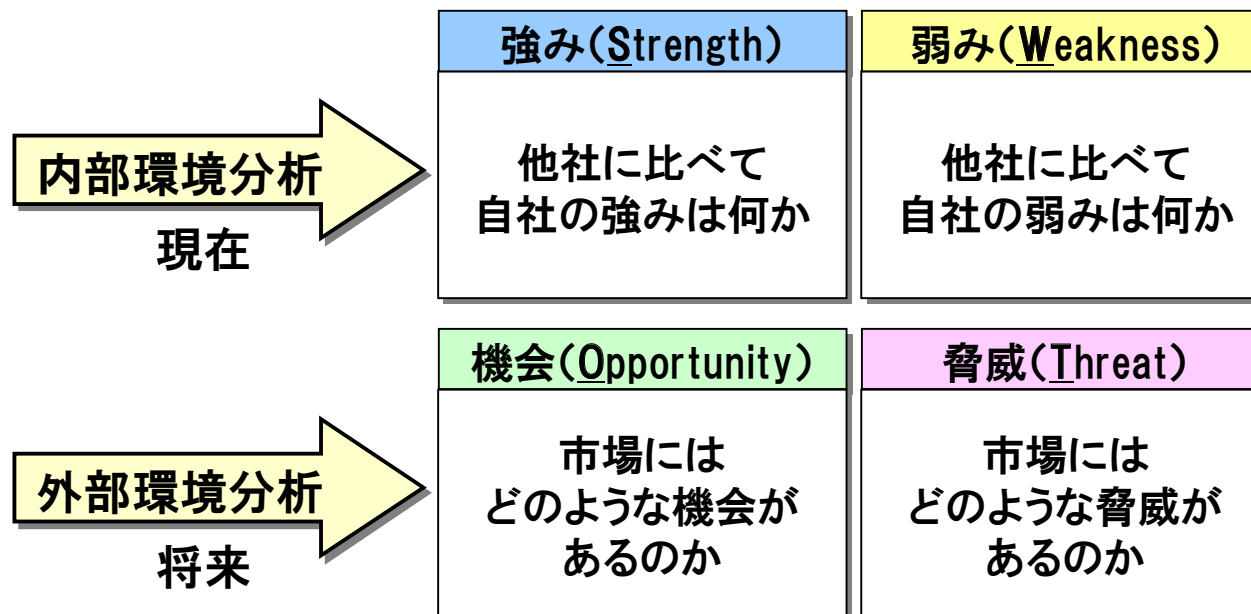 強み(Strength)
弱み(Weakness)
内部環境分析
現在
他社に比べて
自社の強みは何か
他社に比べて
自社の弱みは何か
機会(Opportunity)
脅威(Threat)
外部環境分析
将来
市場には
どのような機会が
あるのか
市場には
どのような脅威が
あるのか